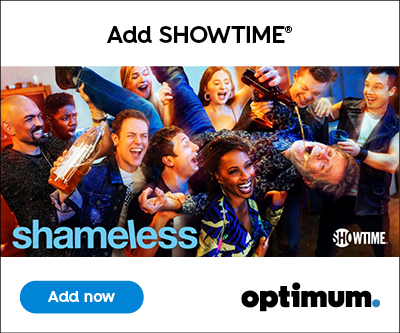 Add SHOWTIME®
shameless
SHOWTIME
Add now
optimum.